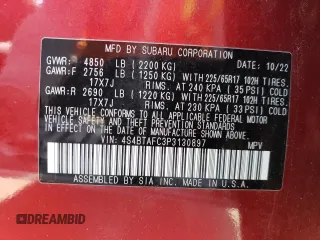 MFD BY SUBARU CORPORATION
GVWR: 4850 LB (2200 KG) 10/22
GAWR:F 2756 LB (1250 KG) WITH 225/65R17 102H TIRES,
17X7J RIMS, AT 240 KPA (35 PSI) COLD
GAWR:R 2690 LB (1220 KG) WITH 225/65R17 102H TIRES,
17X7J RIMS, AT 230 KPA (33 PSI) COLD
THIS VEHICLE CONFORMS TO ALL APPLICABLE
FEDERAL MOTOR VEHICLE SAFETY, BUMPER, AND
THEFT PREVENTION STANDARDS IN EFFECT ON THE DATE
OF MANUFACTURE SHOWN ABOVE.
VIN: 4S4BTAFC3P3130897 MPV
ASSEMBLED BY SIA INC. MADE IN U.S.A.
DREAMBID